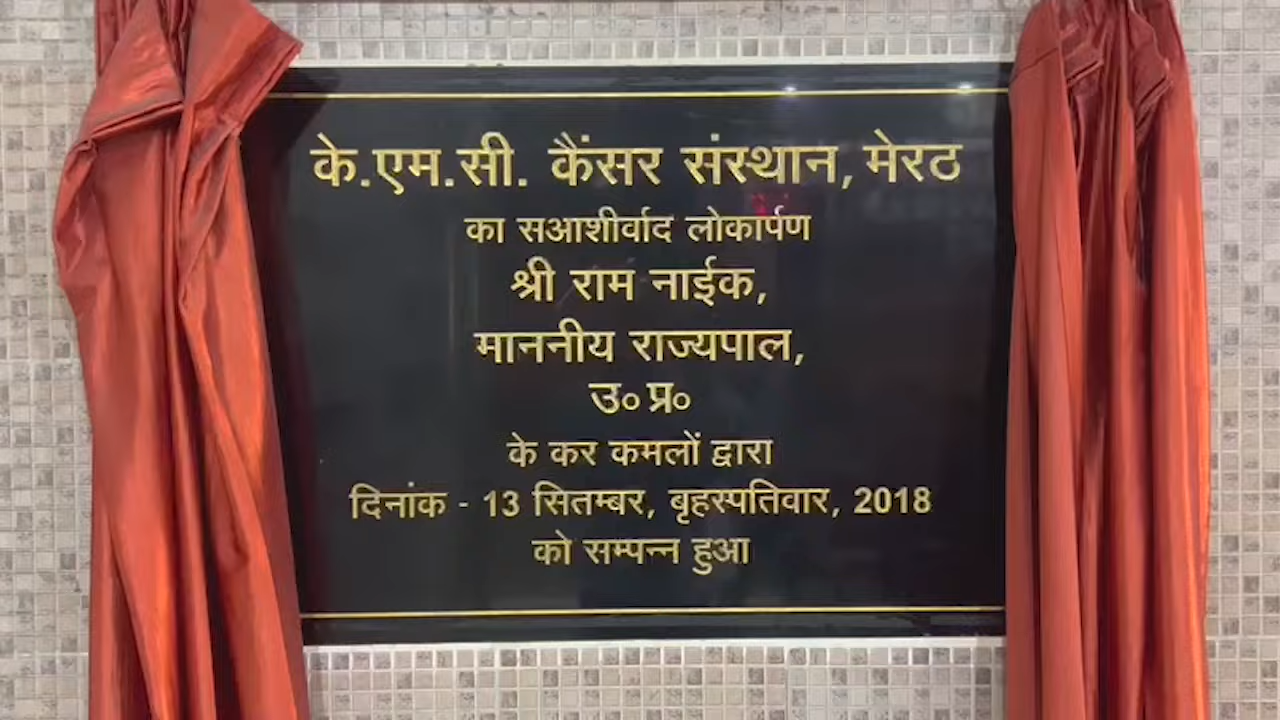 के.एम.सी. कैंसर संस्थान, मेरठ
का सआशीर्वाद लोकार्पण
श्री राम नाईक,
माननीय राज्यपाल,
उ० प्र०
के कर कमलों द्वारा
दिनांक - 13 सितम्बर, बृहस्पतिवार, 2018
को सम्पन्न हुआ